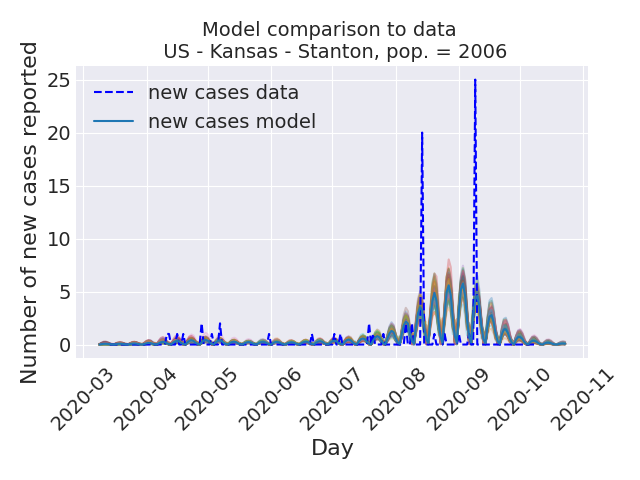 Model comparison to data
US - Kansas - Stanton, pop. = 2006
Number of new cases reported
25
20
15
10
5
0
new cases data
new cases model
2020-03
2020-04
2020-05
2020-06
2020-07
2020-08
2020-09
2020-10
2020-11
Day